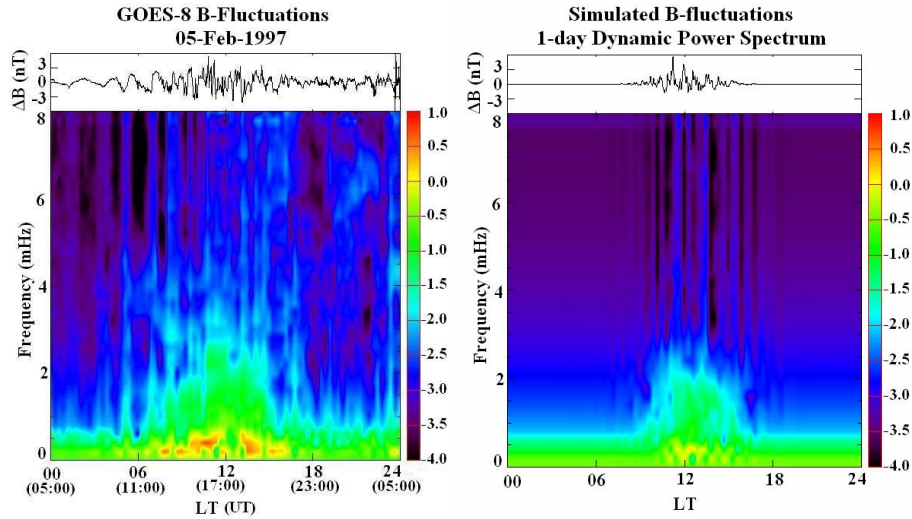 GOES-8 B-Fluctuations
05-Feb-1997
ΔB (nT)
3
0
-3
Frequency (mHz)
8
6
4
2
0
00 06 12 18 24
(05:00) (11:00) (17:00) (23:00) (05:00)
LT (UT)
1.0
0.5
0.0
-0.5
-1.0
-1.5
-2.0
-2.5
-3.0
-3.5
-4.0
Simulated B-fluctuations
1-day Dynamic Power Spectrum
ΔB (nT)
3
0
-3
Frequency (mHz)
8
6
4
2
0
00 06 12 18 24
LT
1.0
0.5
0.0
-0.5
-1.0
-1.5
-2.0
-2.5
-3.0
-3.5
-4.0